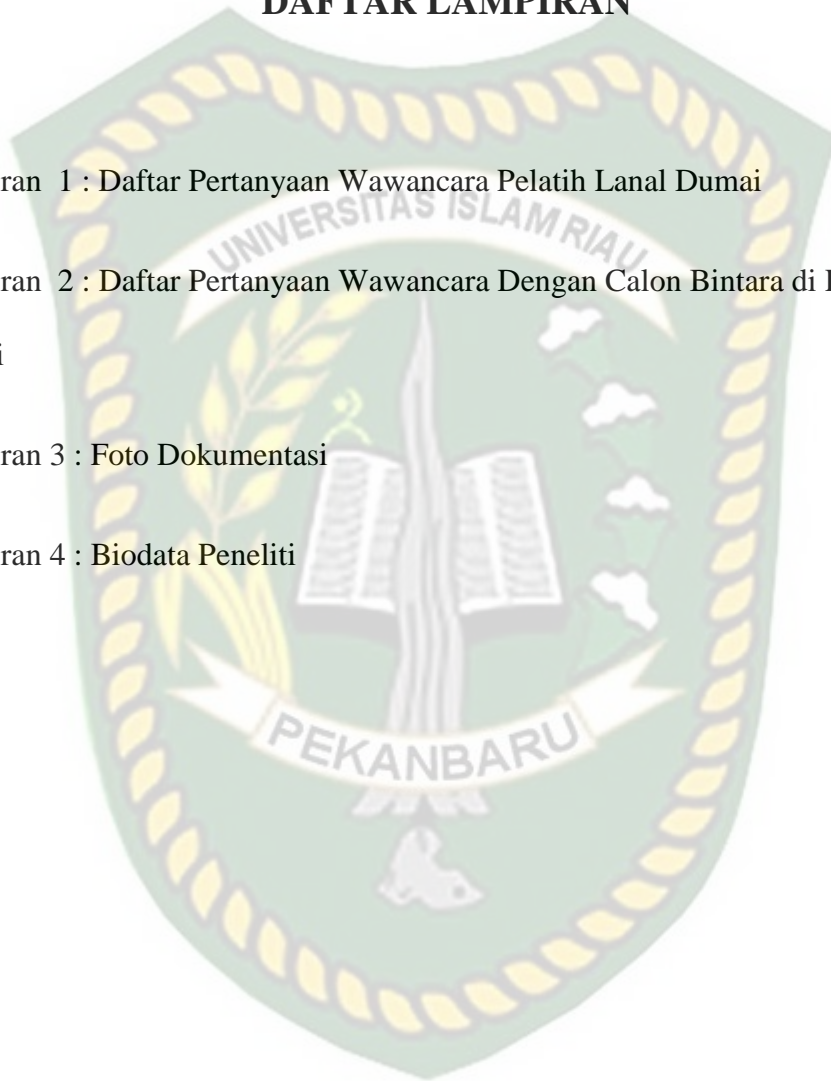 DAFTAR LAMPIRAN
ran 1 : Daftar Pertanyaan Wawancara Pelatih Lanal Dumai
UNIVERSITAS ISLAM RIAU
ran 2 : Daftar Pertanyaan Wawancara Dengan Calon Bintara di
i
ran 3 : Foto Dokumentasi
ran 4 : Biodata Peneliti
PEKANBARU